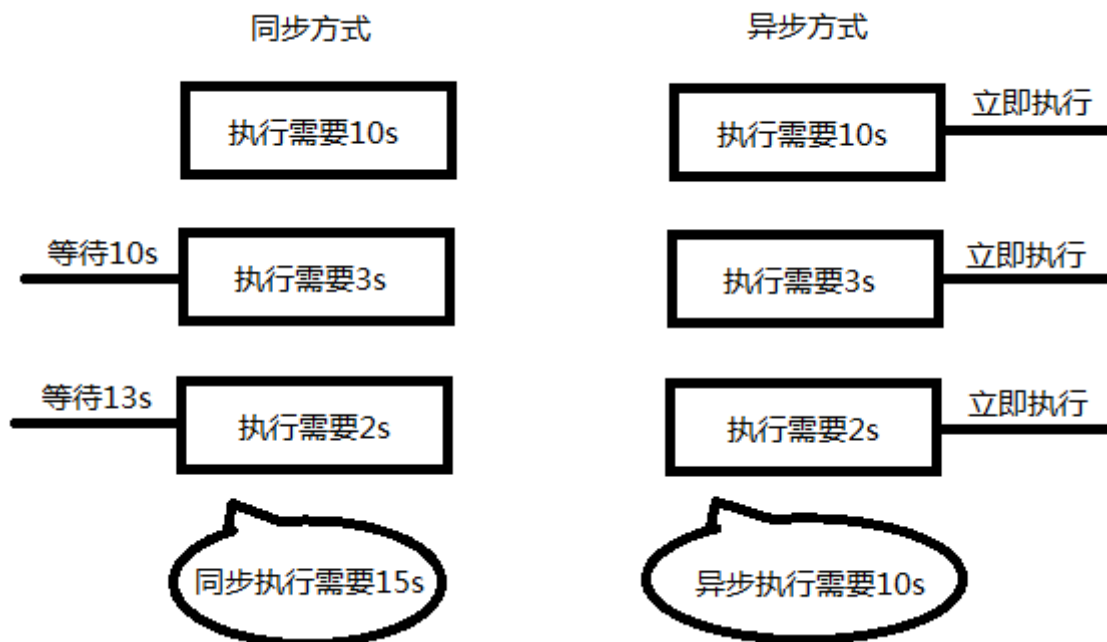 同步方式
执行需要10s
等待10s
执行需要3s
等待13s
执行需要2s
同步执行需要15s
异步方式
执行需要10s
立即执行
执行需要3s
立即执行
执行需要2s
立即执行
异步执行需要10s